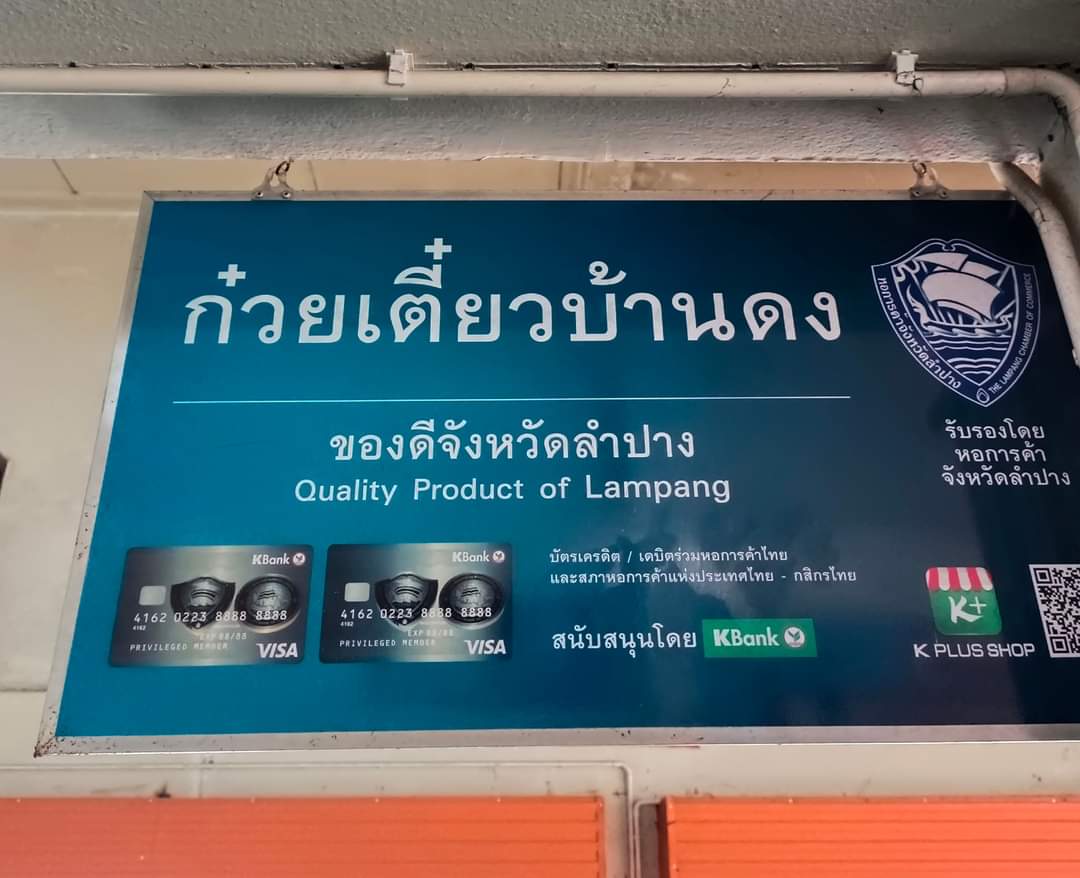 ก๋วยเตี๋ยวบ้านดง
หอการค้าจังหวัดลำปาง
THE LAMPANG CHAMBER OF COMMERCE
รับรองโดย
หอการค้า
จังหวัดลำปาง
ของดีจังหวัดลำปาง
Quality Product of Lampang
KBank
4162 0223 8888 8888
4162
EXP 88/88
PRIVILEGED MEMBER
VISA
KBank
4162 0223 8888 8888
4162
EXP 88/88
PRIVILEGED MEMBER
VISA
บัตรเครดิต / เดบิตร่วมหอการค้าไทย
และสภาหอการค้าแห่งประเทศไทย - กสิกรไทย
สนับสนุนโดย KBank
K+
K PLUS SHOP